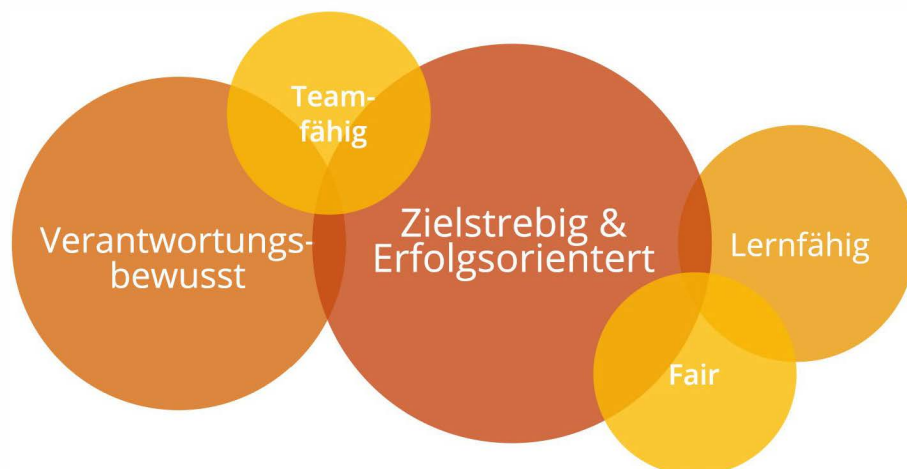 Team-
fähig
Verantwortungs-
bewusst
Zielstrebig &
Erfolgsorientert
Lernfähig
Fair